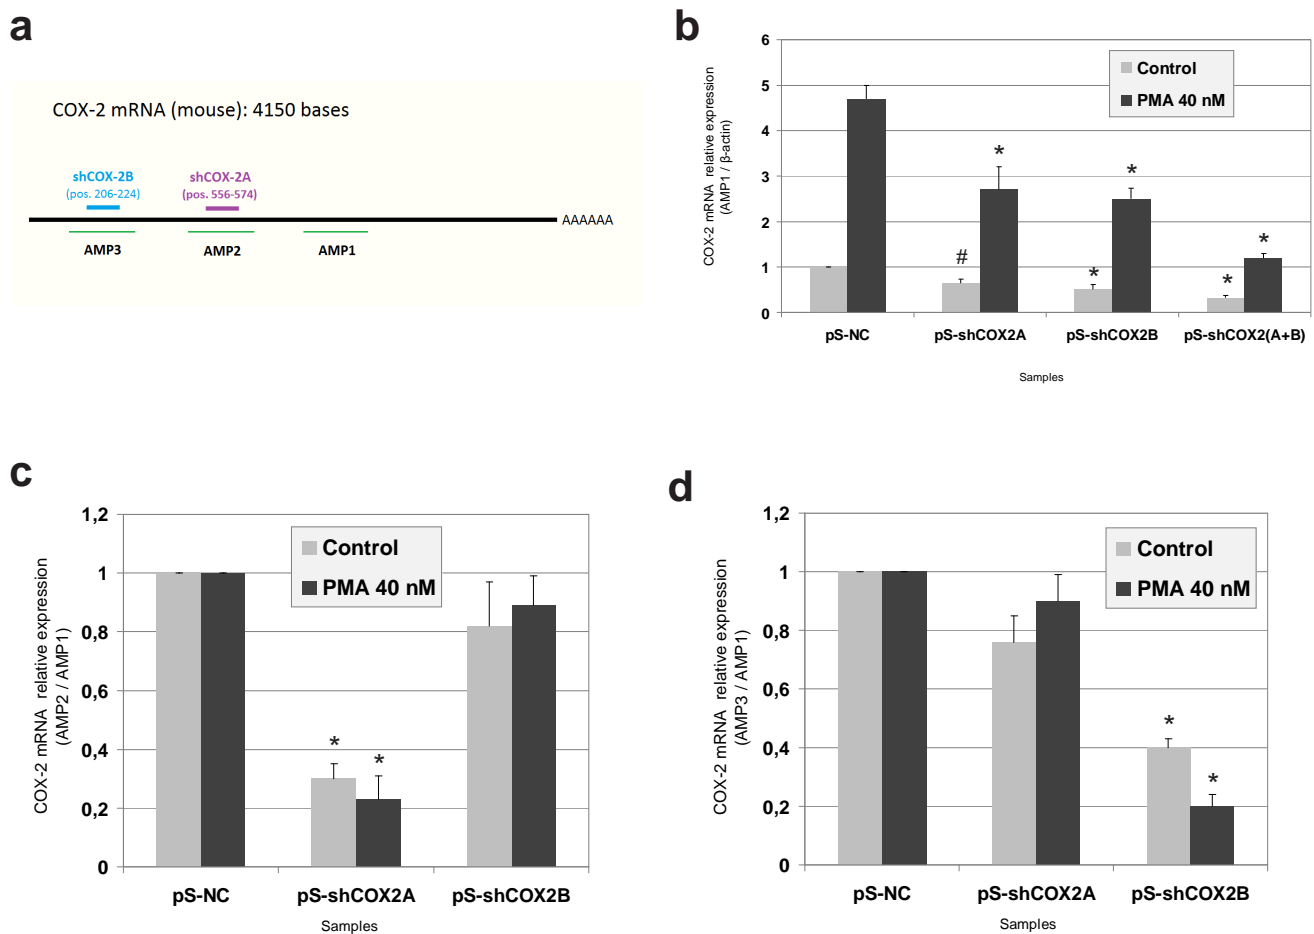 a
COX-2 mRNA (mouse): 4150 bases
shCOX-2B
(pos. 206-224)
shCOX-2A
(pos. 556-574)
AAAAAA
AMP3
AMP2
AMP1
b
COX-2 mRNA relative expression
(AMP1 / β-actin)
6
5
4
3
2
1
0
Control
PMA 40 nM
#
*
*
*
*
*
pS-NC
pS-shCOX2A
pS-shCOX2B
pS-shCOX2(A+B)
Samples
c
COX-2 mRNA relative expression
(AMP2 / AMP1)
1,2
1
0,8
0,6
0,4
0,2
0
Control
PMA 40 nM
*
*
pS-NC
pS-shCOX2A
pS-shCOX2B
Samples
d
COX-2 mRNA relative expression
(AMP3 / AMP1)
1,2
1
0,8
0,6
0,4
0,2
0
Control
PMA 40 nM
*
*
pS-NC
pS-shCOX2A
pS-shCOX2B
Samples